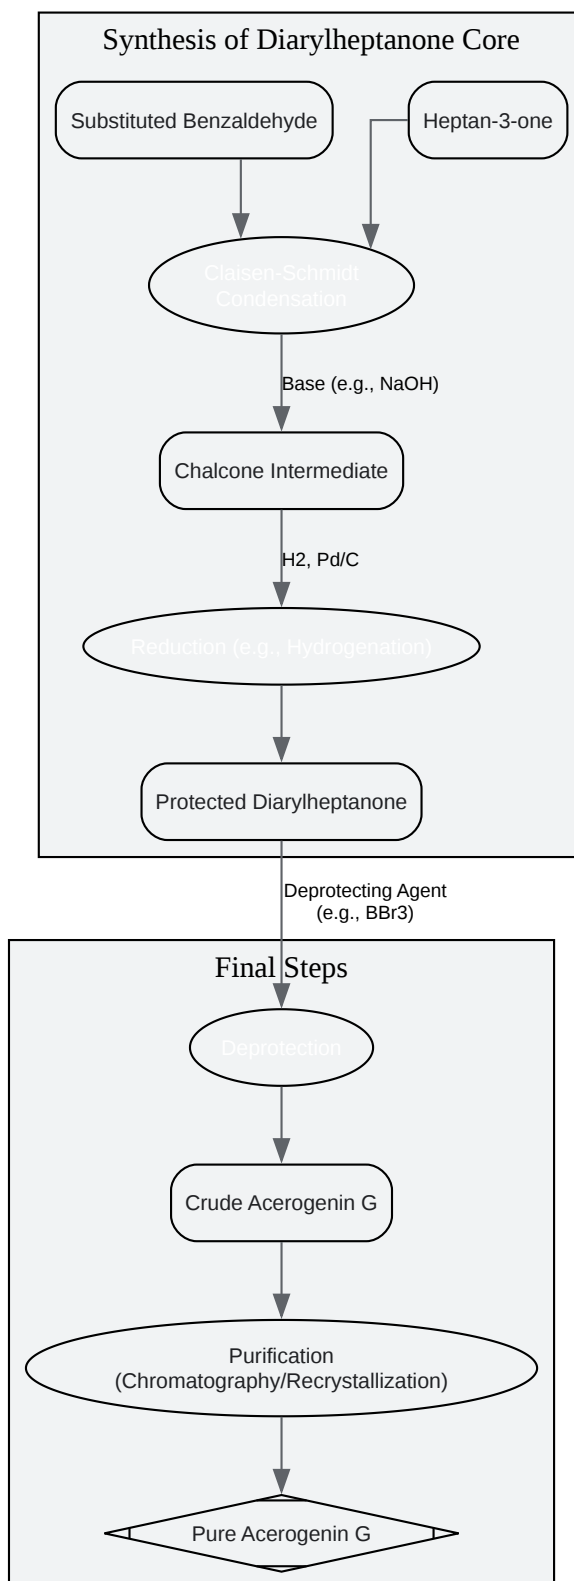 Synthesis of Diarylheptanone Core
Substituted Benzaldehyde
Heptan-3-one
Claisen-Schmidt
Condensation
Base (e.g., NaOH)
Chalcone Intermediate
H2, Pd/C
Reduction (e.g., Hydrogenation)
Protected Diarylheptanone
Deprotecting Agent
(e.g., BBr3)
Final Steps
Deprotection
Crude Acerogenin G
Purification
(Chromatography/Recrystallization)
Pure Acerogenin G